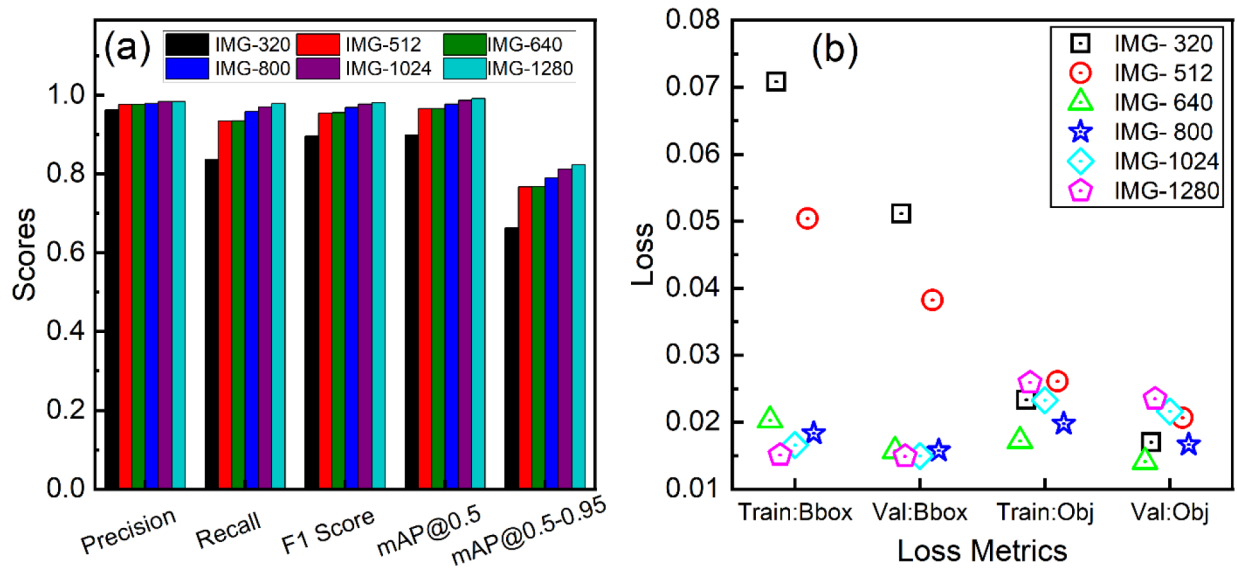 (a)
IMG-320 IMG-512 IMG-640
IMG-800 IMG-1024 IMG-1280
1.0
0.8
0.6
0.4
0.2
0.0
Scores
Precision Recall F1 Score mAP@0.5 mAP@0.5-0.95
(b)
IMG- 320
IMG- 512
IMG- 640
IMG- 800
IMG-1024
IMG-1280
0.08
0.07
0.06
0.05
0.04
0.03
0.02
0.01
Loss
Train:Bbox Val:Bbox Train:Obj Val:Obj
Loss Metrics